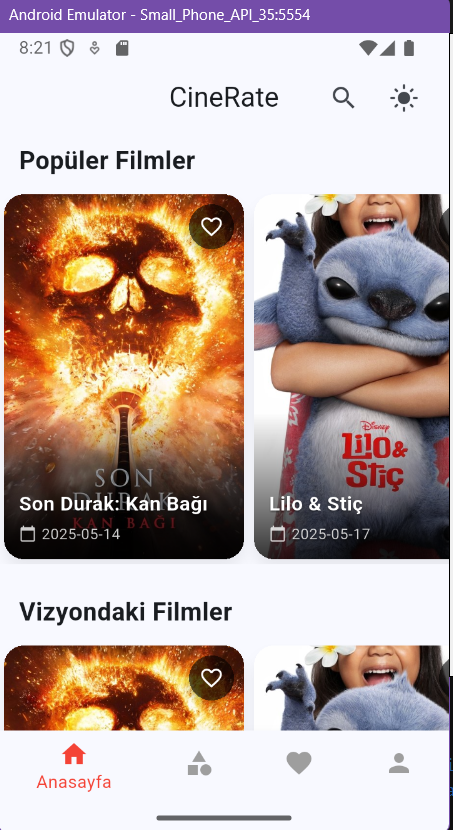 Android Emulator - Small_Phone_API_35:5554
8:21
CineRate
Popüler Filmler
SON
DURAK
KAN BAĞI
Son Durak: Kan Bağı
2025-05-14
Disney
LiLO &
STİÇ
Lilo & Stiç
2025-05-17
Vizyondaki Filmler
Anasayfa